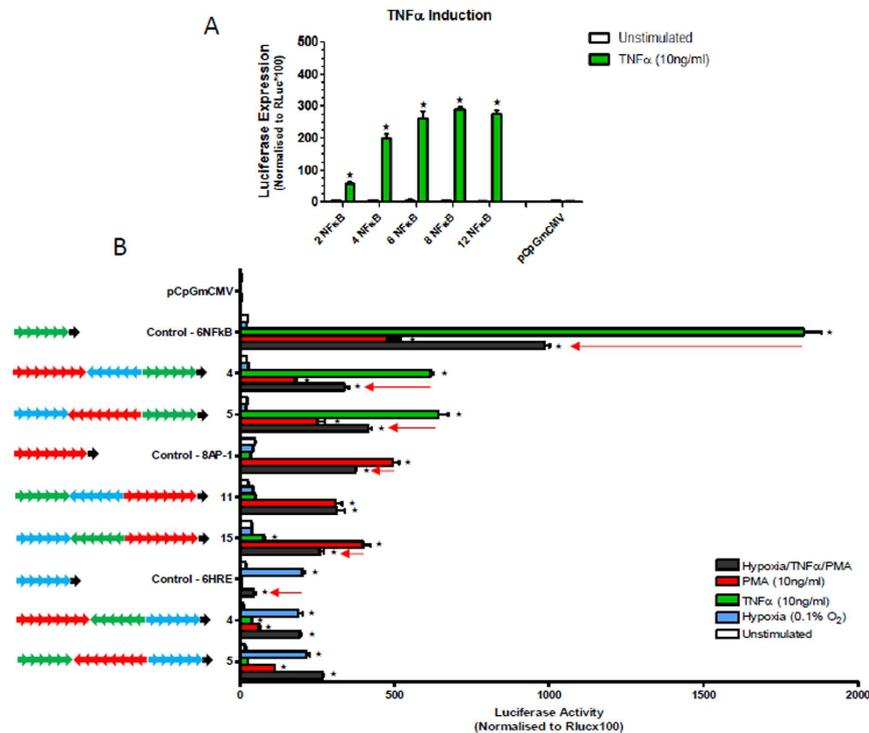 A
TNFα Induction
Luciferase Expression
(Normalised to RLuc*100)
500
400
300
200
100
0
2 NFκB
4 NFκB
6 NFκB
8 NFκB
12 NFκB
pCpGmCMV
Unstimulated
TNFα (10ng/ml)
B
pCpGmCMV
Control - 6NFkB
4
5
Control - 8AP-1
11
15
Control - 6HRE
4
5
Hypoxia/TNFα/PMA
PMA (10ng/ml)
TNFα (10ng/ml)
Hypoxia (0.1% O₂)
Unstimulated
0
500
1000
1500
2000
Luciferase Activity
(Normalised to Rlucx100)